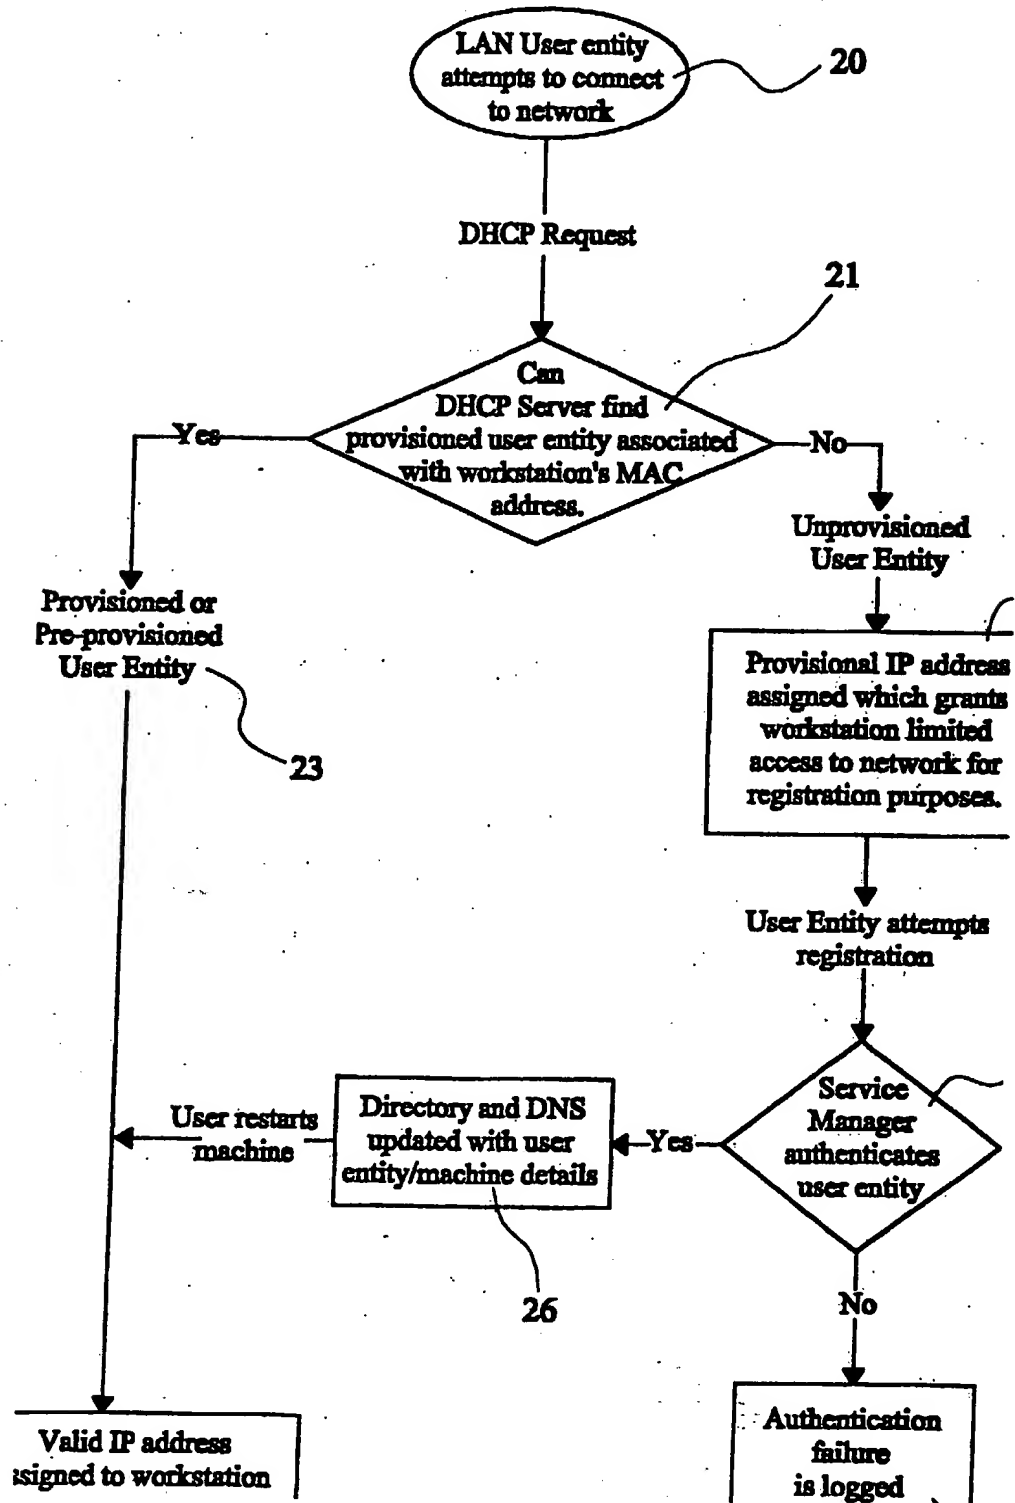 LAN User entity
attempts to connect
to network
20
DHCP Request
21
Can
DHCP Server find
provisioned user entity associated
with workstation's MAC
address.
Yes
No
Unprovisioned
User Entity
Provisioned or
Pre-provisioned
User Entity
23
Provisional IP address
assigned which grants
workstation limited
access to network for
registration purposes.
User Entity attempts
registration
Service
Manager
authenticates
user entity
Yes
Directory and DNS
updated with user
entity/machine details
User restarts
machine
26
No
Valid IP address
ssigned to workstation
Authentication
failure
is logged